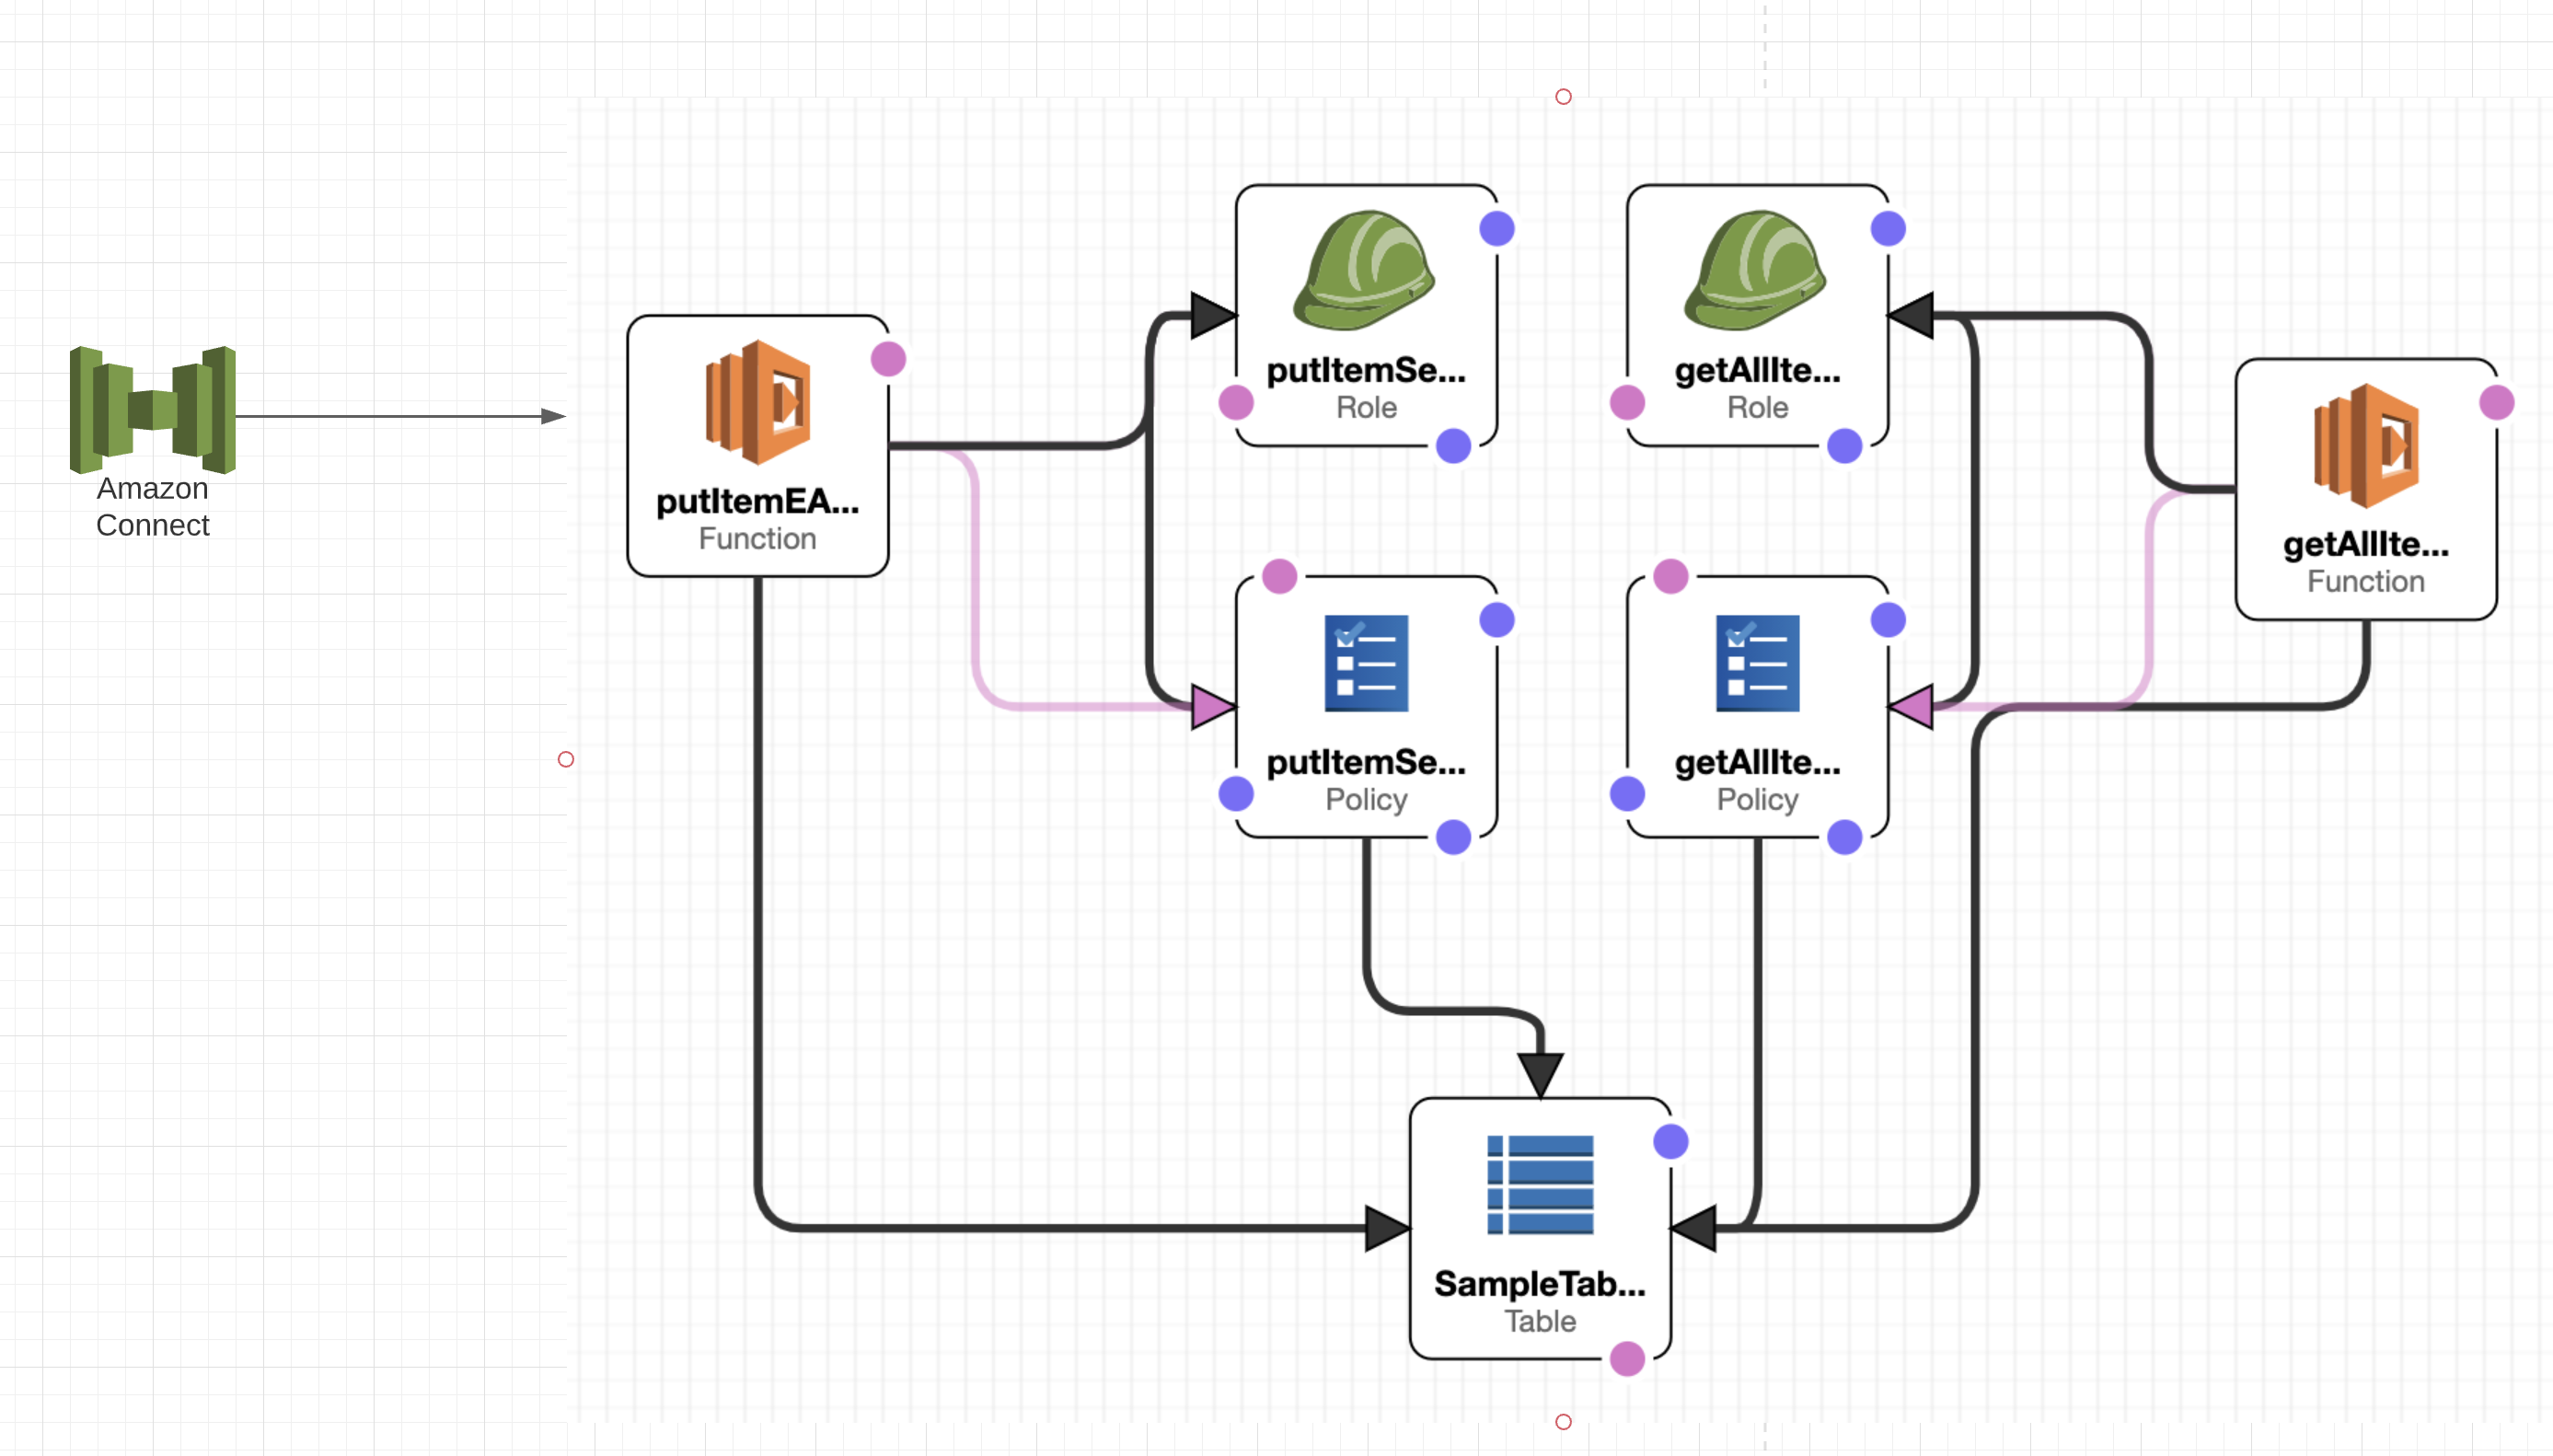 Amazon
Connect
putItemEA...
Function
putItemSe...
Role
getAllIte...
Role
getAllIte...
Function
putItemSe...
Policy
getAllIte...
Policy
SampleTab...
Table